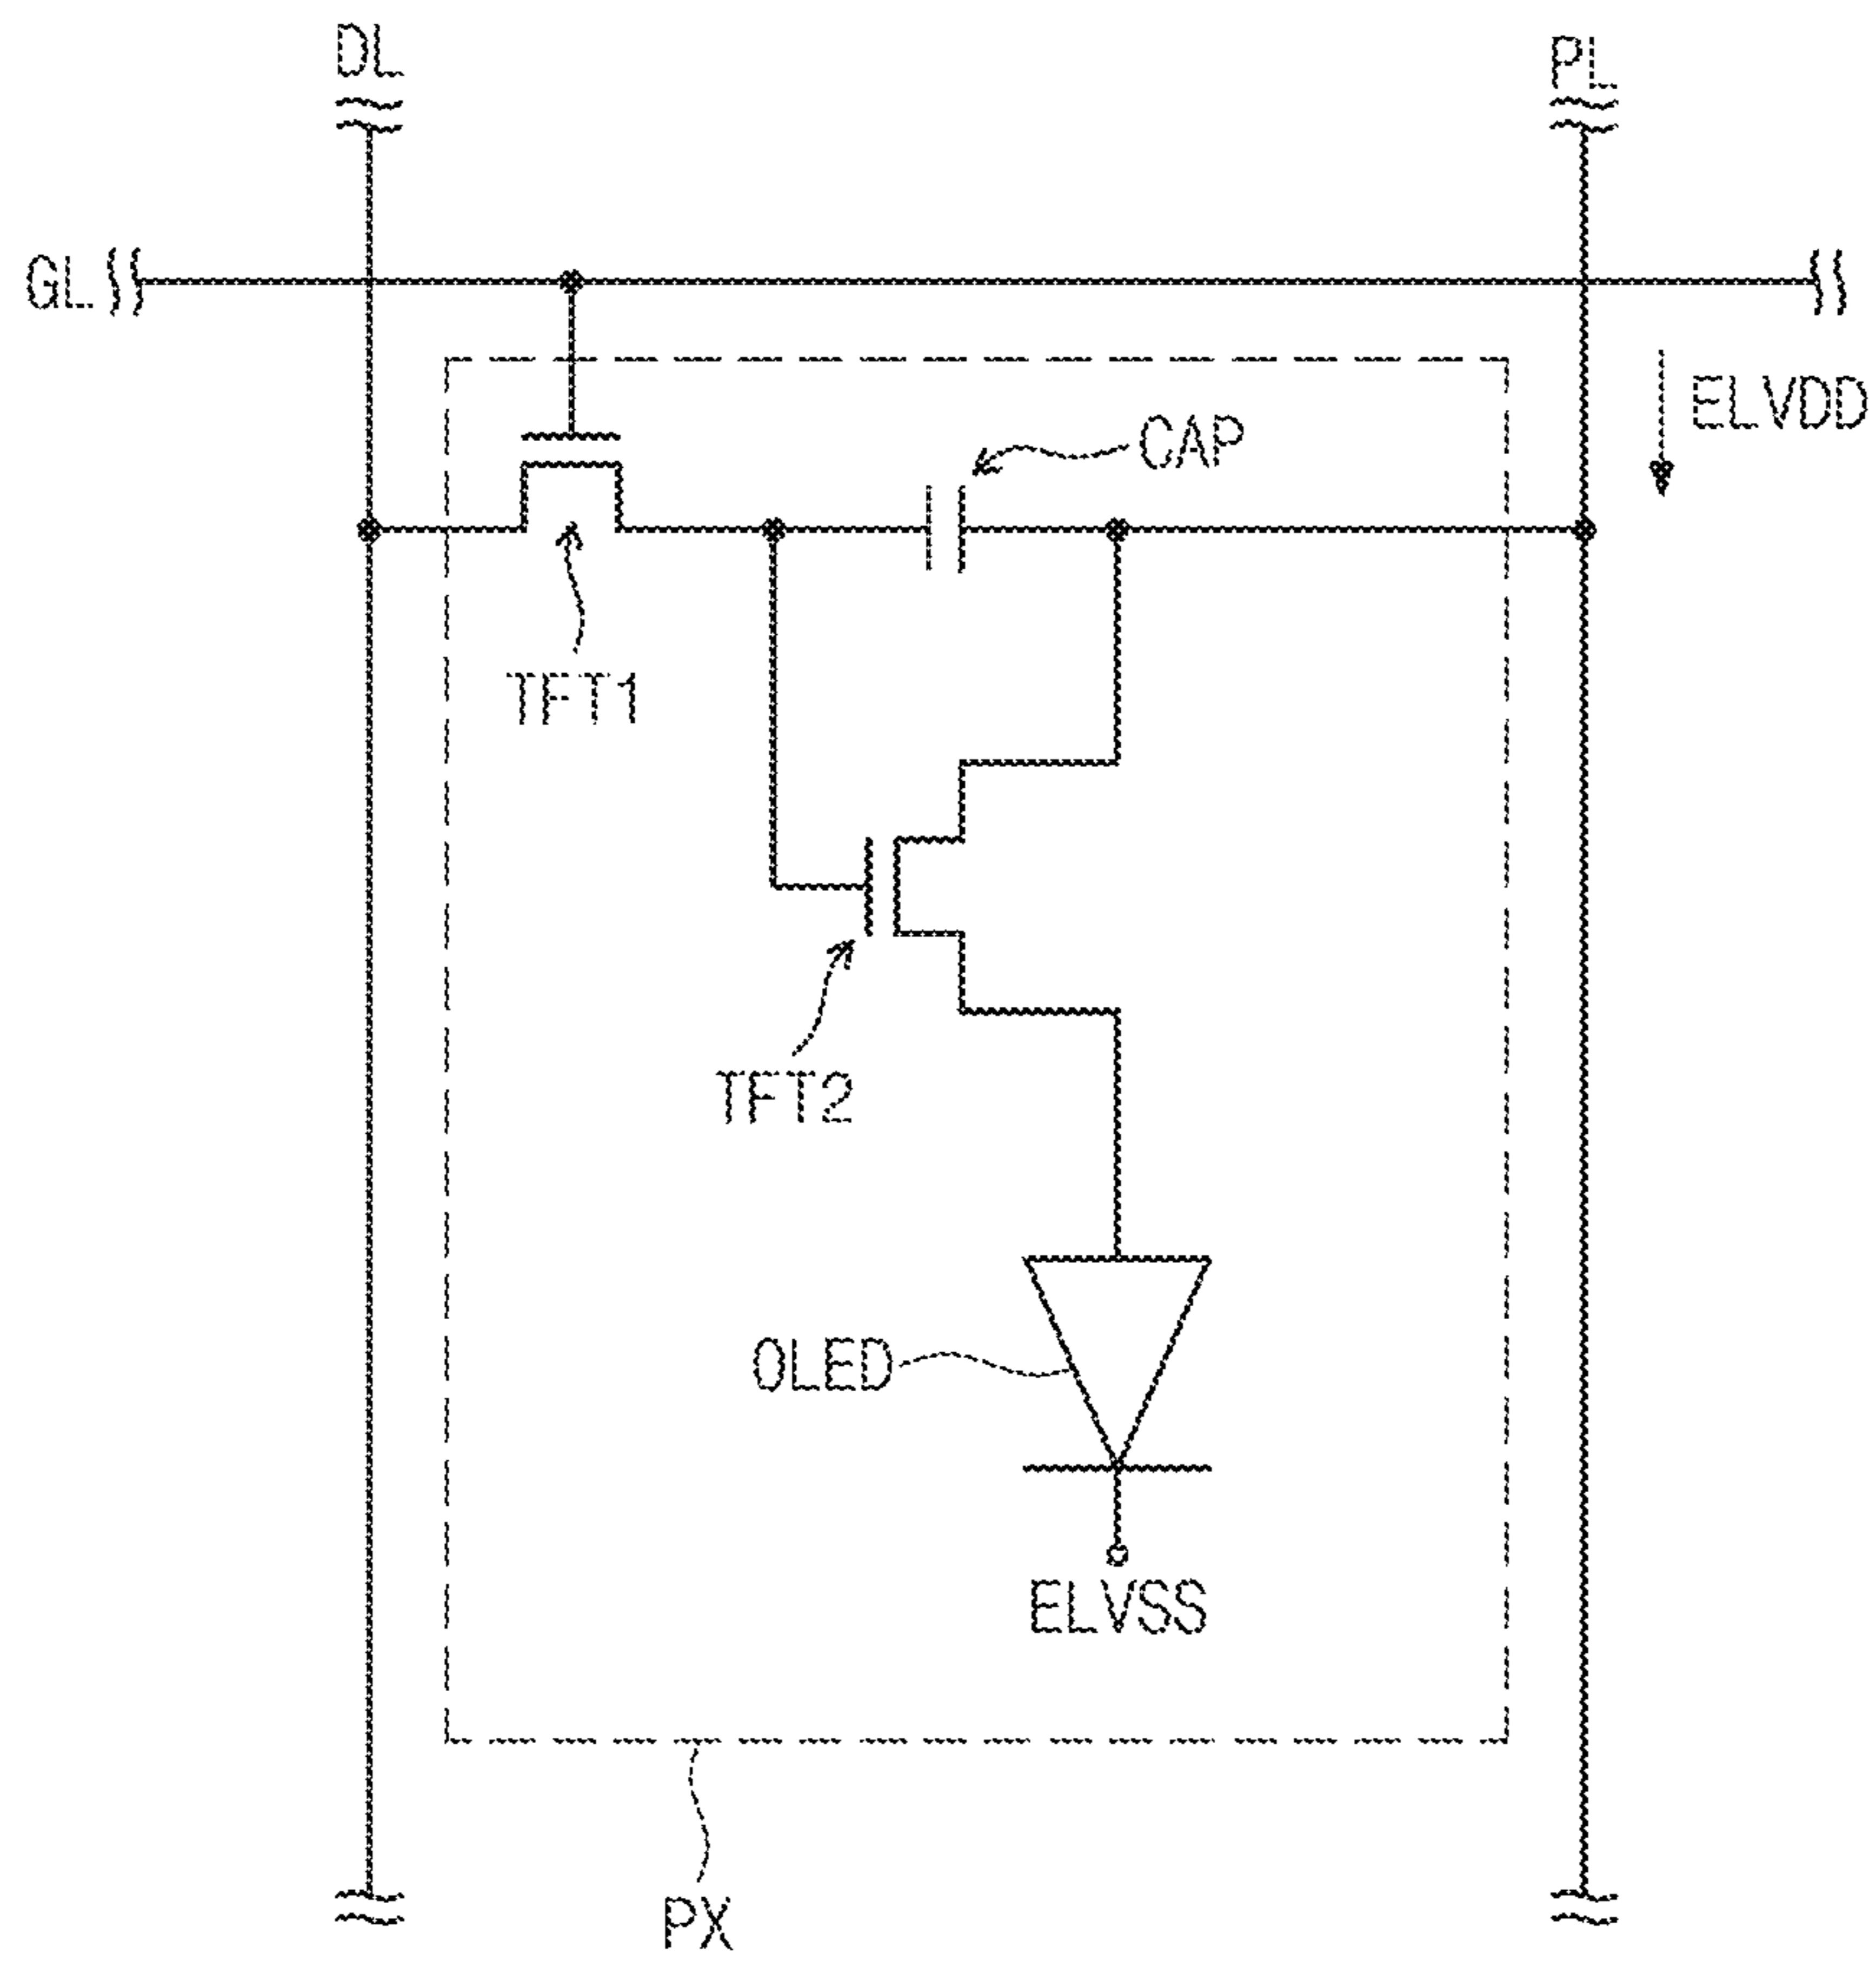 DL
PL
GL
ELVDD
CAP
TFT1
TFT2
OLED
ELVSS
PX